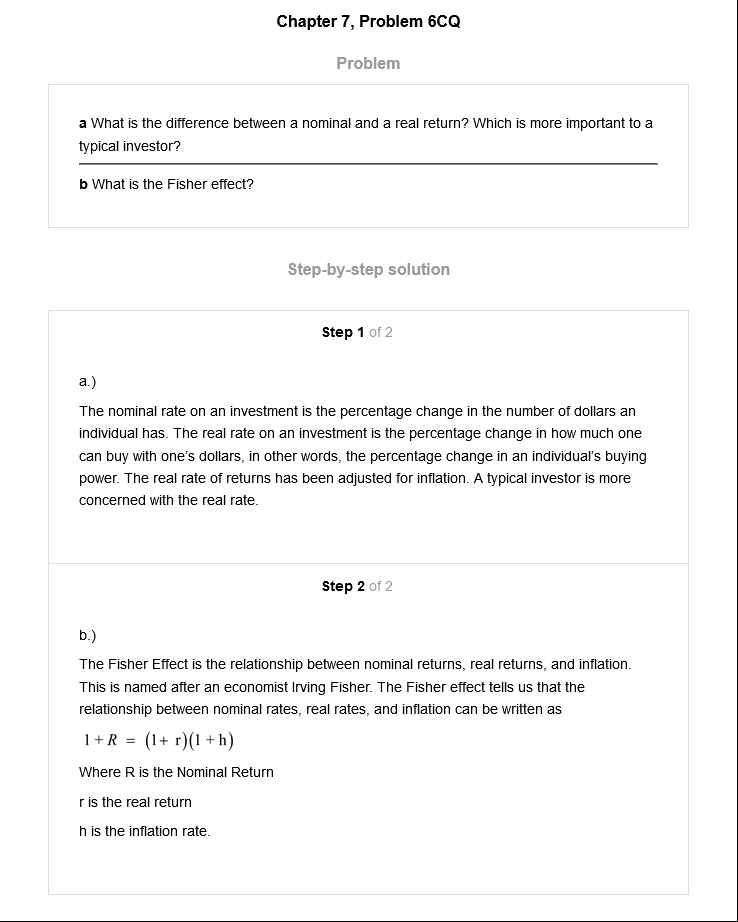 Chapter 7, Problem 6CQ
Problem
a What is the difference between a nominal and a real return? Which is more important to a
typical investor?
b What is the Fisher effect?
Step-by-step solution
Step 1 of 2
a.)
The nominal rate on an investment is the percentage change in the number of dollars an
individual has. The real rate on an investment is the percentage change in how much one
can buy with one's dollars, in other words, the percentage change in an individual's buying
power. The real rate of returns has been adjusted for inflation. A typical investor is more
concerned with the real rate.
Step 2 of 2
b.)
The Fisher Effect is the relationship between nominal returns, real returns, and inflation.
This is named after an economist Irving Fisher. The Fisher effect tells us that the
relationship between nominal rates, real rates, and inflation can be written as
1 + R = (1 + r)(1 + h)
Where R is the Nominal Return
r is the real return
h is the inflation rate.